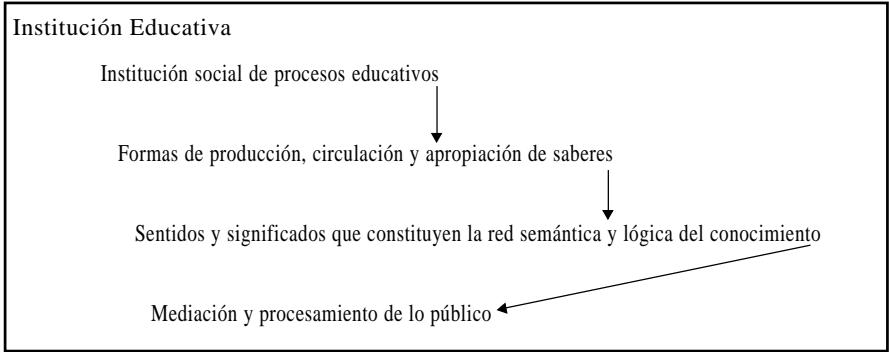 Institución Educativa
Institución social de procesos educativos
Formas de producción, circulación y apropiación de saberes
Sentidos y significados que constituyen la red semántica y lógica del conocimiento
Mediación y procesamiento de lo público